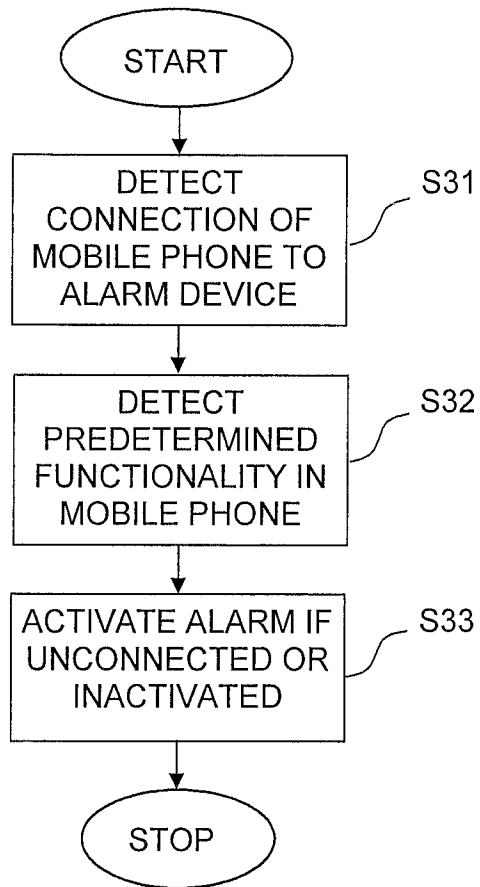 START
DETECT
CONNECTION OF
MOBILE PHONE TO
ALARM DEVICE
S31
DETECT
PREDETERMINED
FUNCTIONALITY IN
MOBILE PHONE
S32
ACTIVATE ALARM IF
UNCONNECTED OR
INACTIVATED
S33
STOP